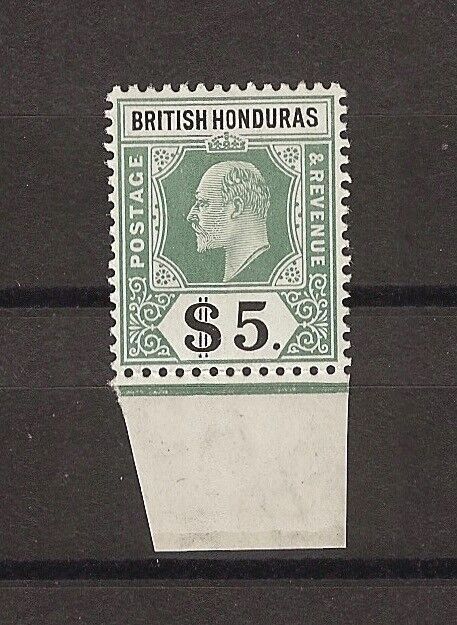 BRITISH HONDURAS
POSTAGE
& REVENUE
$5.